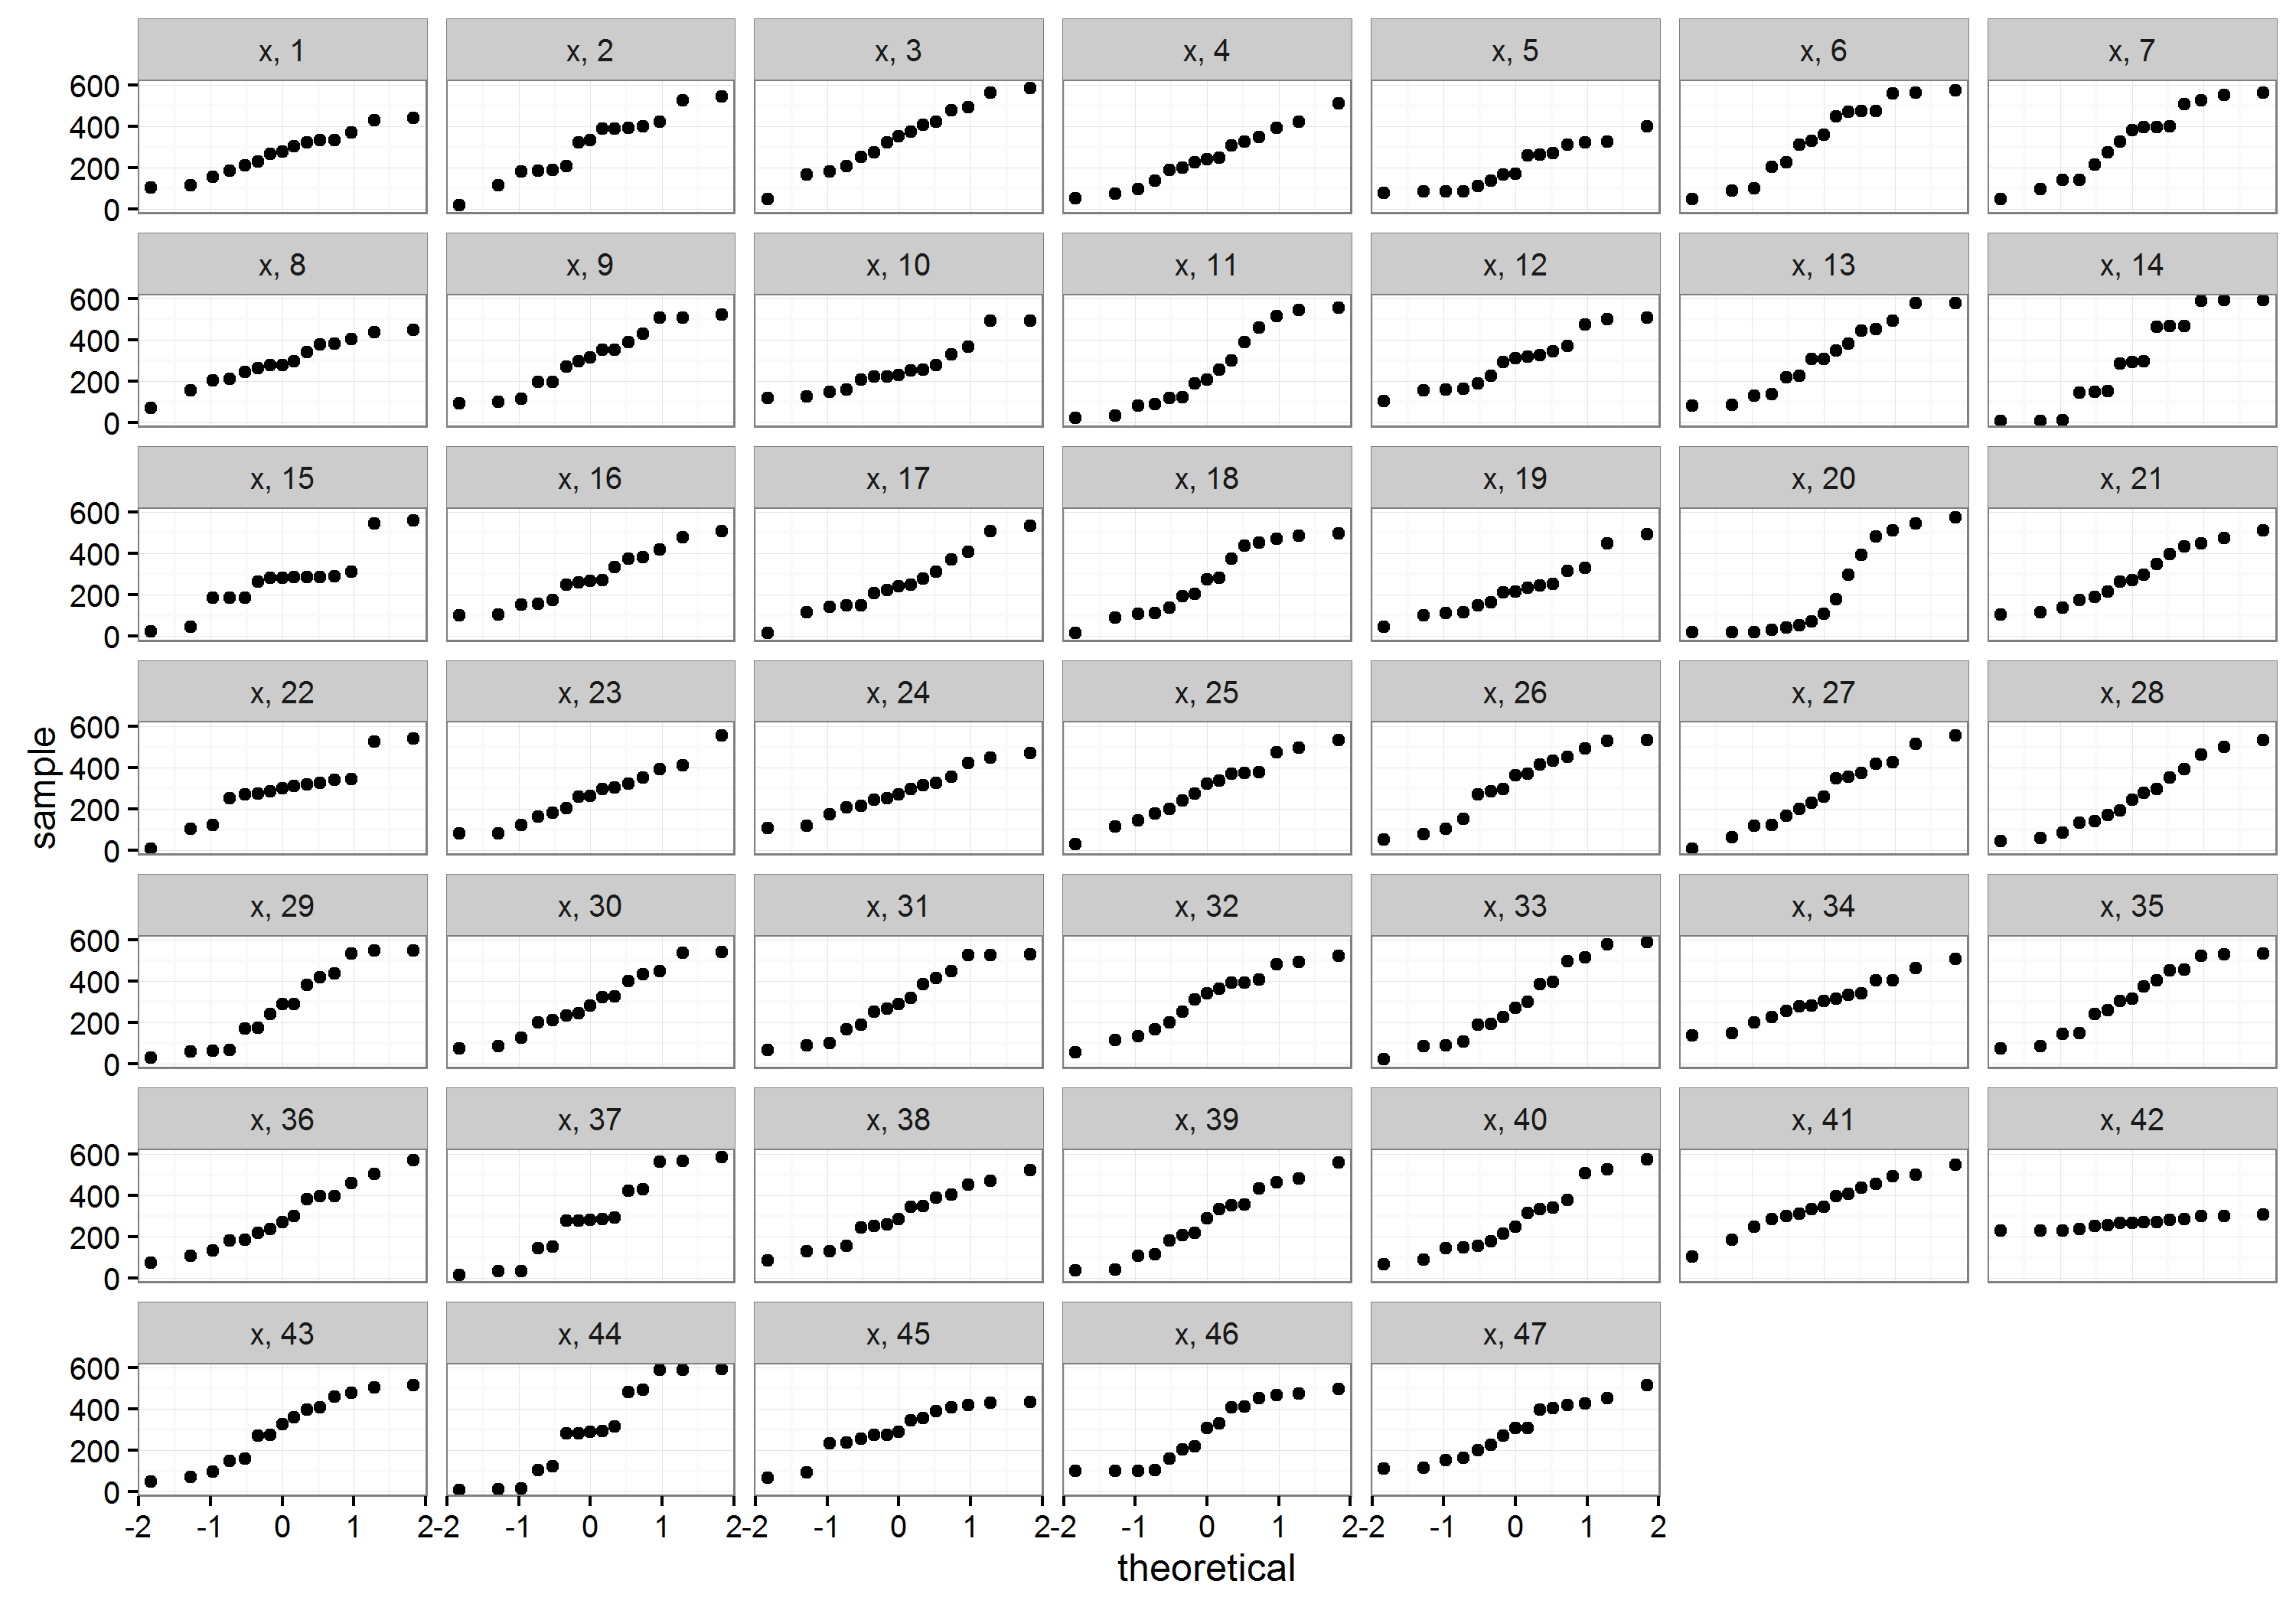 x, 1 x, 2 x, 3 x, 4 x, 5 x, 6 x, 7
600
400
200
0
x, 8 x, 9 x, 10 x, 11 x, 12 x, 13 x, 14
600
400
200
0
x, 15 x, 16 x, 17 x, 18 x, 19 x, 20 x, 21
600
400
200
0
x, 22 x, 23 x, 24 x, 25 x, 26 x, 27 x, 28
600
400
200
0
sample
x, 29 x, 30 x, 31 x, 32 x, 33 x, 34 x, 35
600
400
200
0
x, 36 x, 37 x, 38 x, 39 x, 40 x, 41 x, 42
600
400
200
0
x, 43 x, 44 x, 45 x, 46 x, 47
600
400
200
0
-2 -1 0 1 2 -2 -1 0 1 2 -2 -1 0 1 2 -2 -1 0 1 2 -2 -1 0 1 2
theoretical